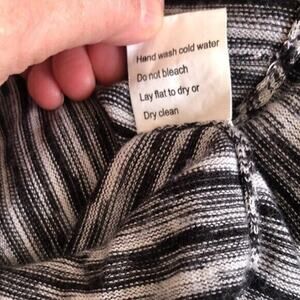 Hand wash cold water
Do not bleach
Lay flat to dry or
Dry clean